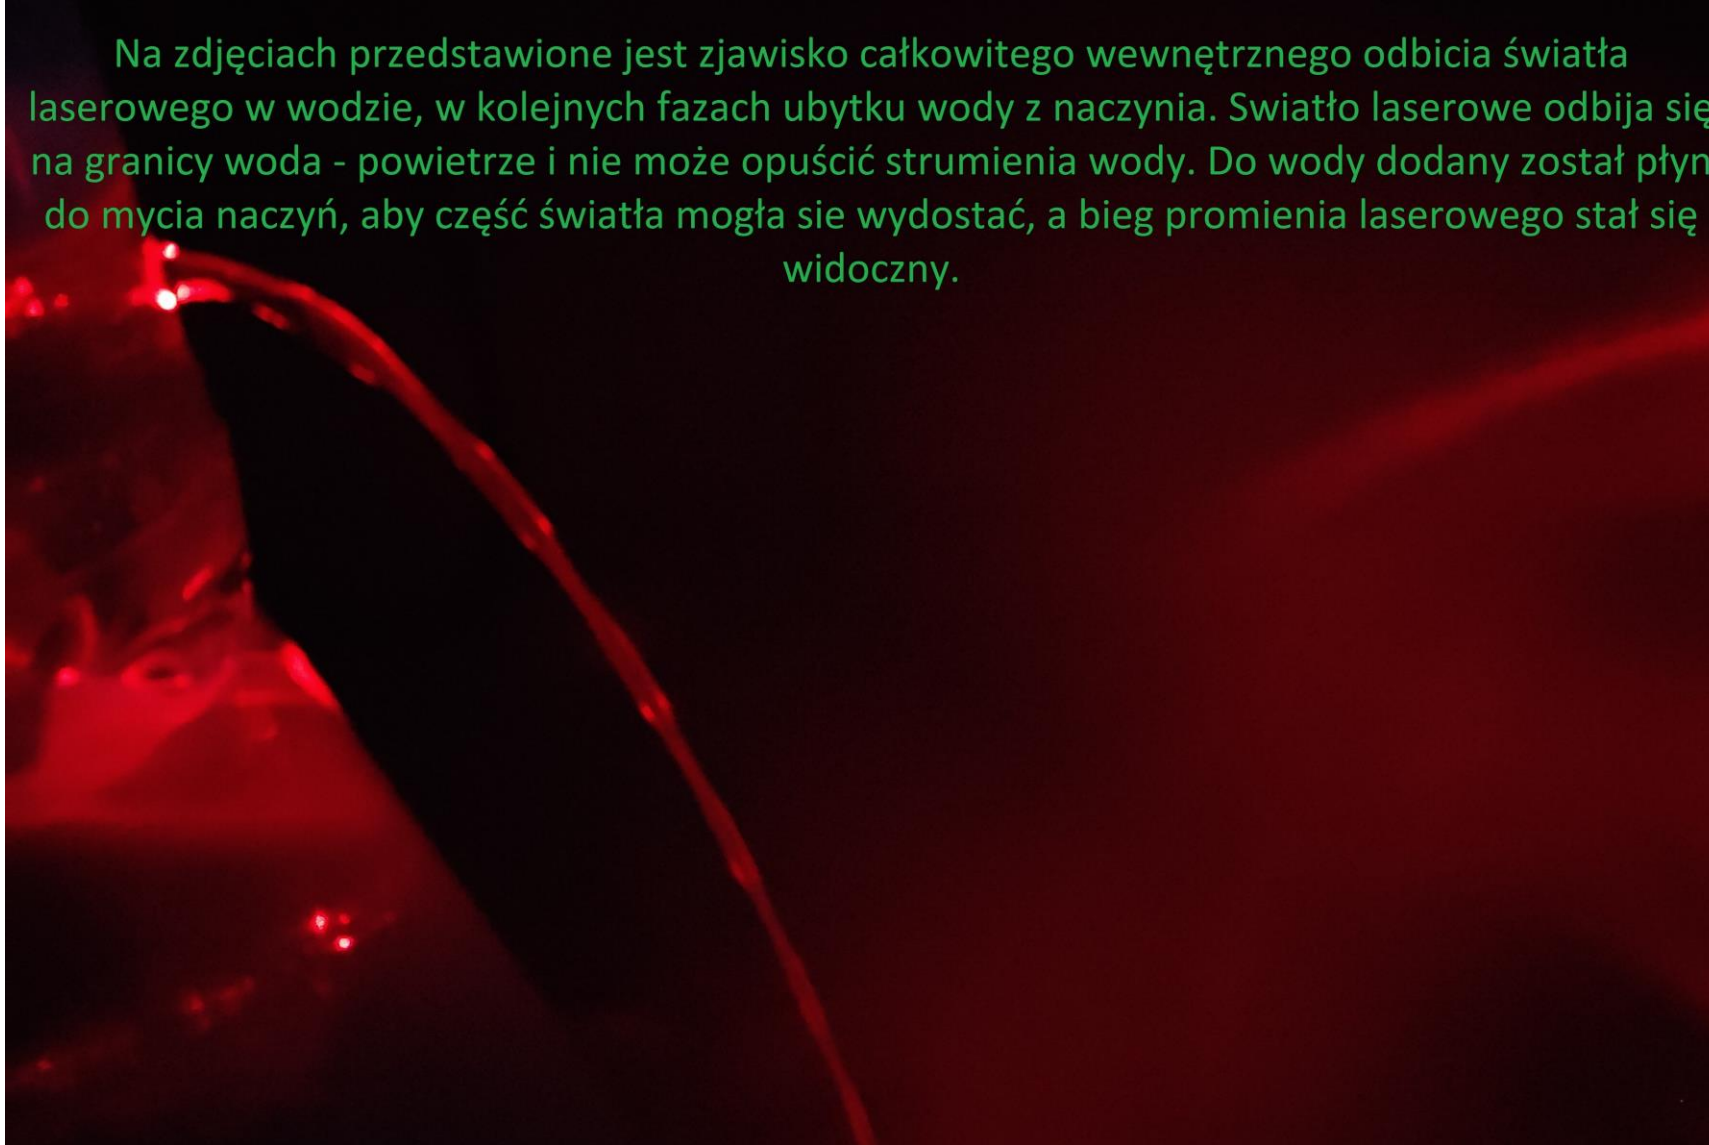 Na zdjęciach przedstawione jest zjawisko całkowitego wewnętrznego odbicia światła
laserowego w wodzie, w kolejnych fazach ubytku wody z naczynia. Swiatło laserowe odbija się
na granicy woda - powietrze i nie może opuścić strumienia wody. Do wody dodany został płyn
do mycia naczyń, aby część światła mogła sie wydostać, a bieg promienia laserowego stał się
widoczny.